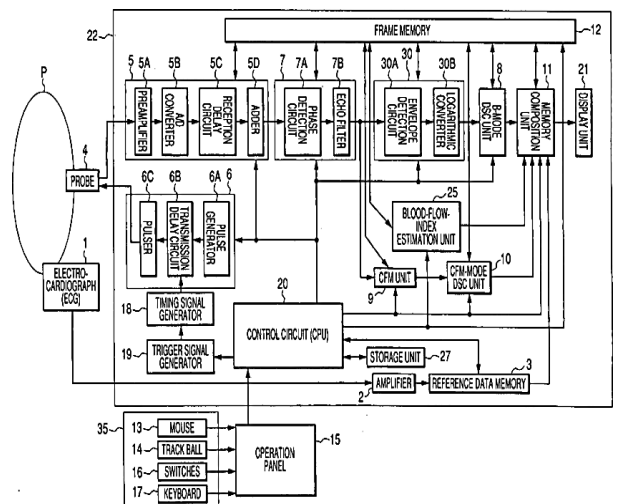 FRAME MEMORY
12
22
P
5
5A
5B
5C
5D
7
7A
7B
30
30A
30B
8
11
21
PREAMPLIFIER
A/D
CONVERTER
RECEPTION
DELAY
CIRCUIT
ADDER
PHASE
DETECTION
CIRCUIT
ECHO FILTER
ENVELOPE
DETECTION
CIRCUIT
LOGARITHMIC
CONVERTER
B-MODE
DSC UNIT
MEMORY
COMPOSITION
UNIT
DISPLAY UNIT
4
PROBE
6C
6B
6A
6
PULSER
TRANSMISSION
DELAY CIRCUIT
PULSE
GENERATOR
25
BLOOD-FLOW-
INDEX
ESTIMATION UNIT
1
ELECTRO-
CARDIOGRAPH
(ECG)
CFM UNIT
9
10
CFM-MODE
DSC UNIT
18
TIMING SIGNAL
GENERATOR
20
CONTROL CIRCUIT (CPU)
19
TRIGGER SIGNAL
GENERATOR
STORAGE UNIT
27
AMPLIFIER
2
REFERENCE DATA MEMORY
3
35
13
MOUSE
14
TRACK BALL
16
SWITCHES
17
KEYBOARD
OPERATION
PANEL
15